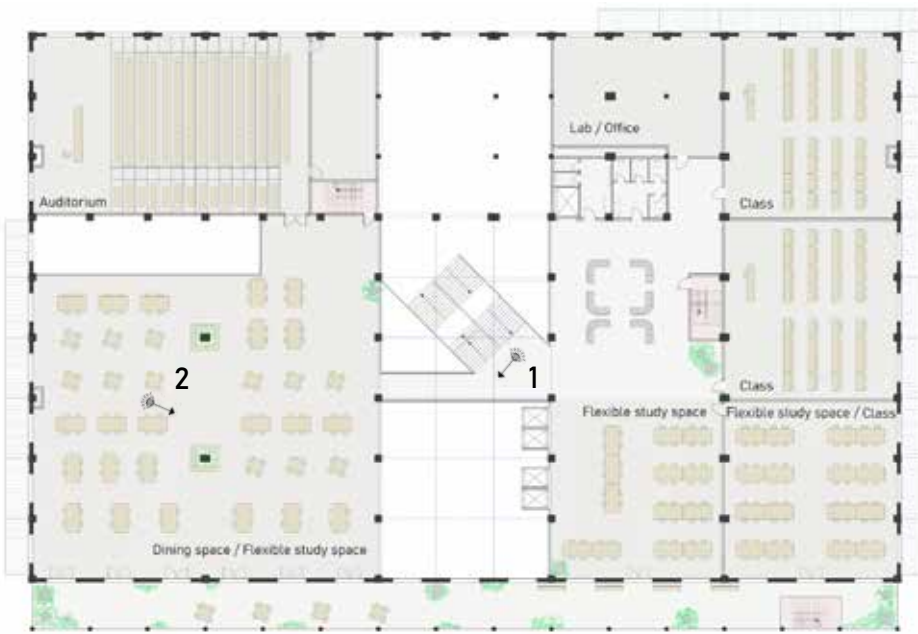 Lab / Office
Auditorium
Class
1
2
Class
Flexible study space
Flexible study space / Class
Dining space / Flexible study space